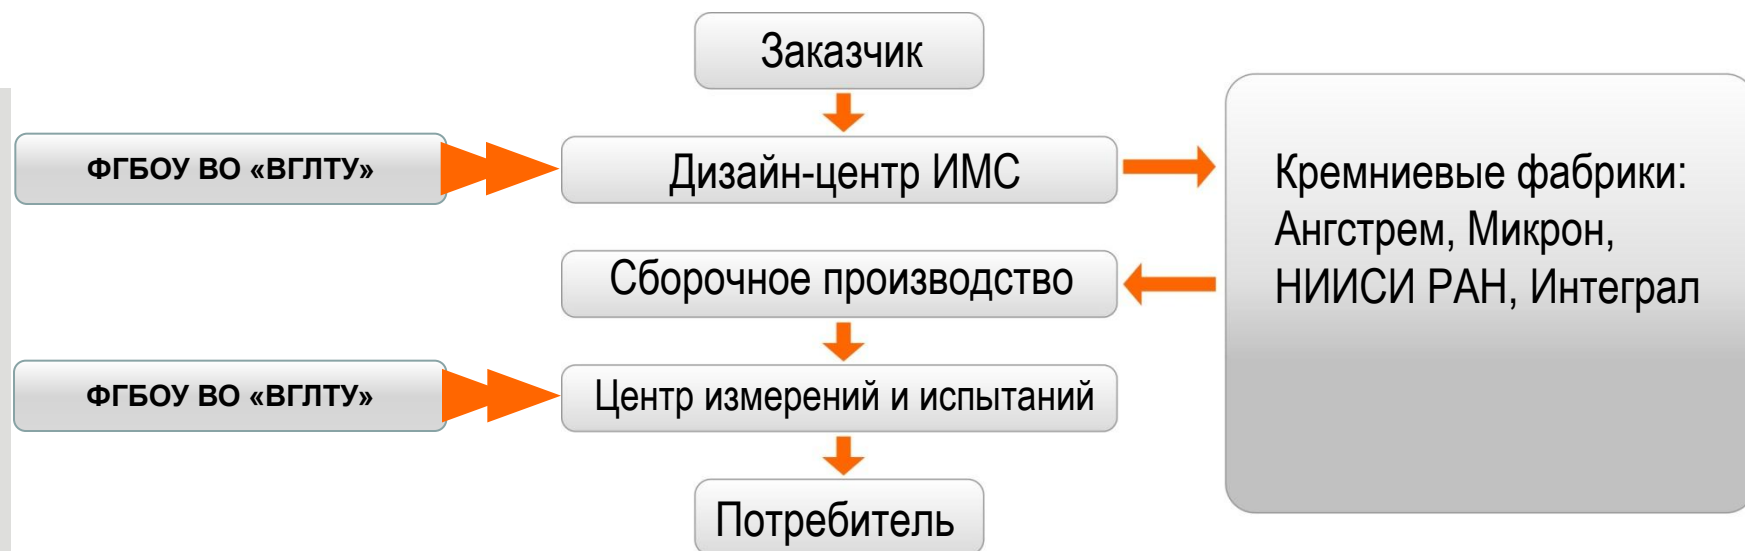 Заказчик
ФГБОУ ВО «ВГЛТУ»
Дизайн-центр ИМС
Кремниевые фабрики:
Ангстрем, Микрон,
НИИСИ РАН, Интеграл
Сборочное производство
ФГБОУ ВО «ВГЛТУ»
Центр измерений и испытаний
Потребитель